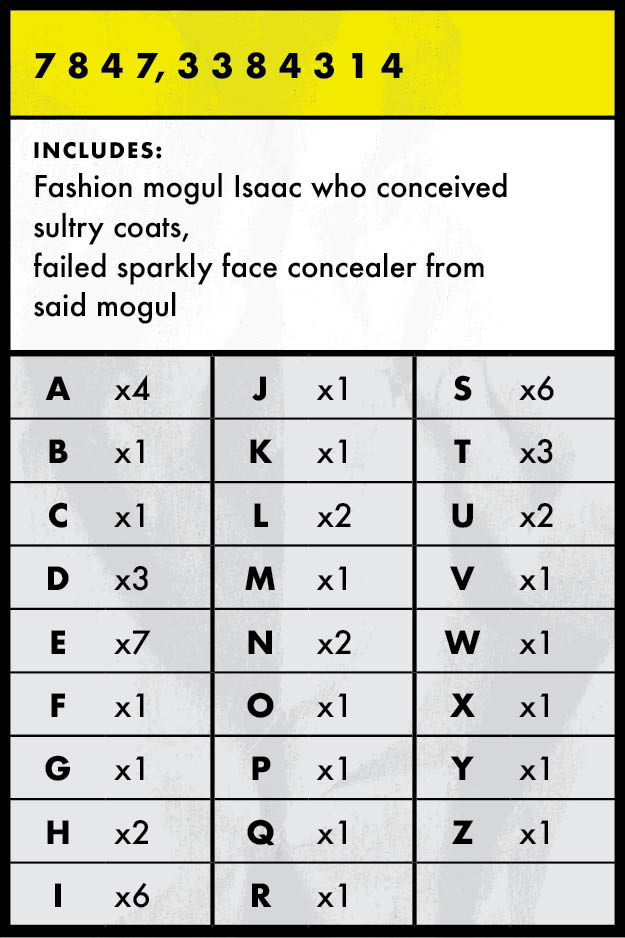 7 8 4 7, 3 3 8 4 3 1 4
INCLUDES:
Fashion mogul Isaac who conceived
sultry coats,
failed sparkly face concealer from
said mogul
A x4 J x1 S x6
B x1 K x1 T x3
C x1 L x2 U x2
D x3 M x1 V x1
E x7 N x2 W x1
F x1 O x1 X x1
G x1 P x1 Y x1
H x2 Q x1 Z x1
I x6 R x1